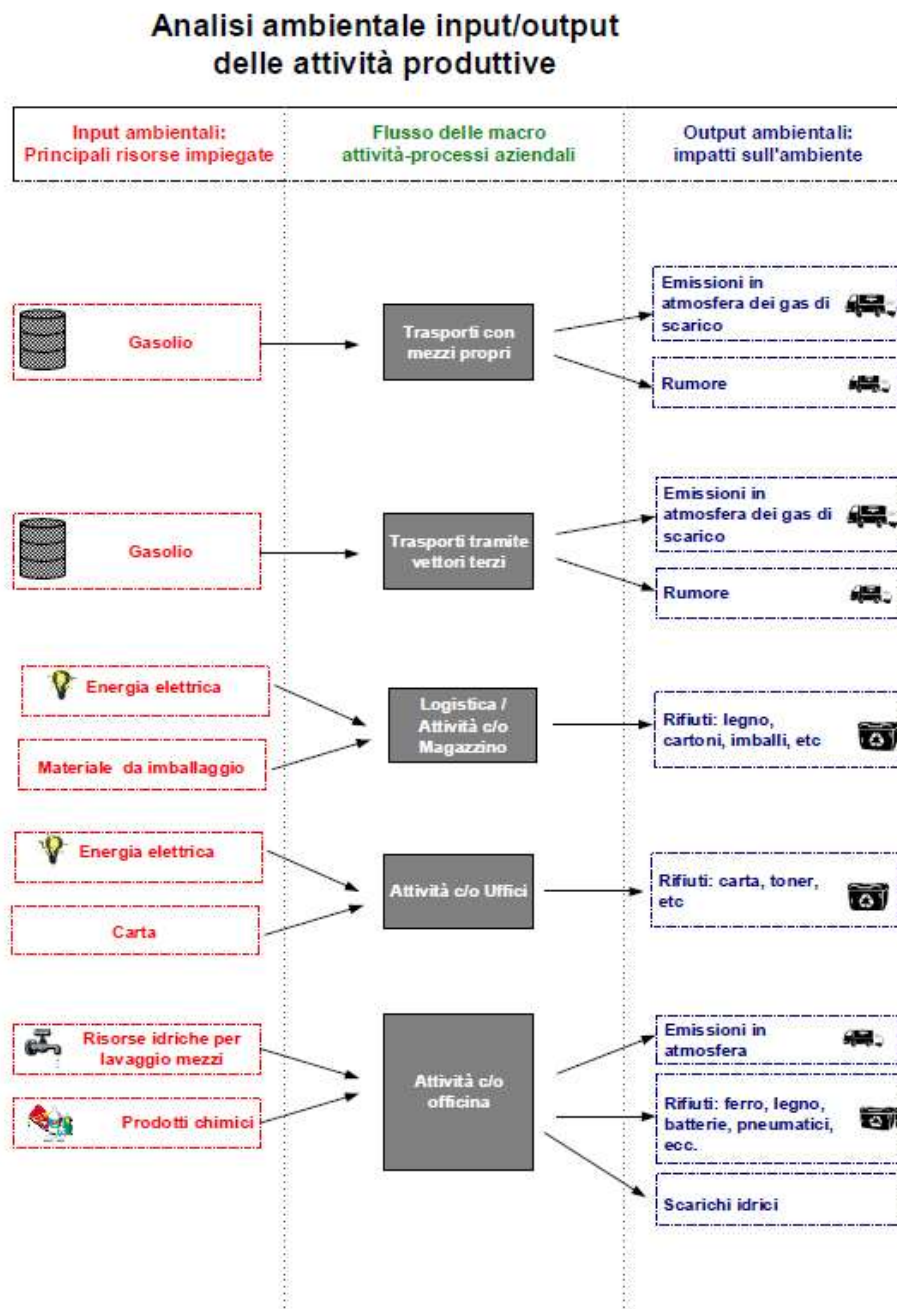 Analisi ambientale input/output
delle attività produttive
Input ambientali:
Principali risorse impiegate
Flusso delle macro
attività-processi aziendali
Output ambientali:
impatti sull'ambiente
Gasolio
Trasporti con
mezzi propri
Emissioni in
atmosfera dei gas di
scarico
Rumore
Gasolio
Trasporti tramite
vettori terzi
Emissioni in
atmosfera dei gas di
scarico
Rumore
Energia elettrica
Materiale da imballaggio
Logistica /
Attività c/o
Magazzino
Rifiuti: legno,
cartoni, imballi, etc
Energia elettrica
Carta
Attività c/o Uffici
Rifiuti: carta, toner,
etc
Risorse idriche per
lavaggio mezzi
Prodotti chimici
Attività c/o
officina
Emissioni in
atmosfera
Rifiuti: ferro, legno,
batterie, pneumatici,
ecc.
Scarichi idrici